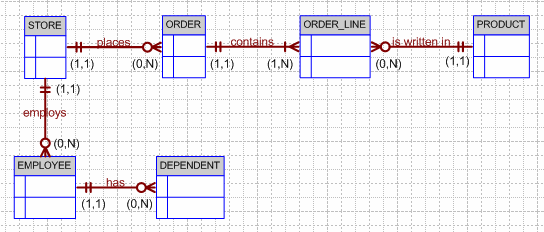 STORE
ORDER
ORDER_LINE
PRODUCT
places
contains
is written in
(1,1)
(0,N)
(1,1)
(1,N)
(0,N)
(1,1)
(1,1)
employs
(0,N)
EMPLOYEE
DEPENDENT
has
(1,1)
(0,N)